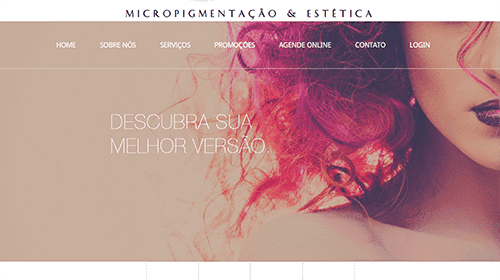 MICROPIGMENTAÇÃO & ESTÉTICA
HOME SOBRE NÓS SERVIÇOS PROMOÇÕES AGENDE ONLINE CONTATO LOGIN
DESCUBRA SUA
MELHOR VERSÃO.